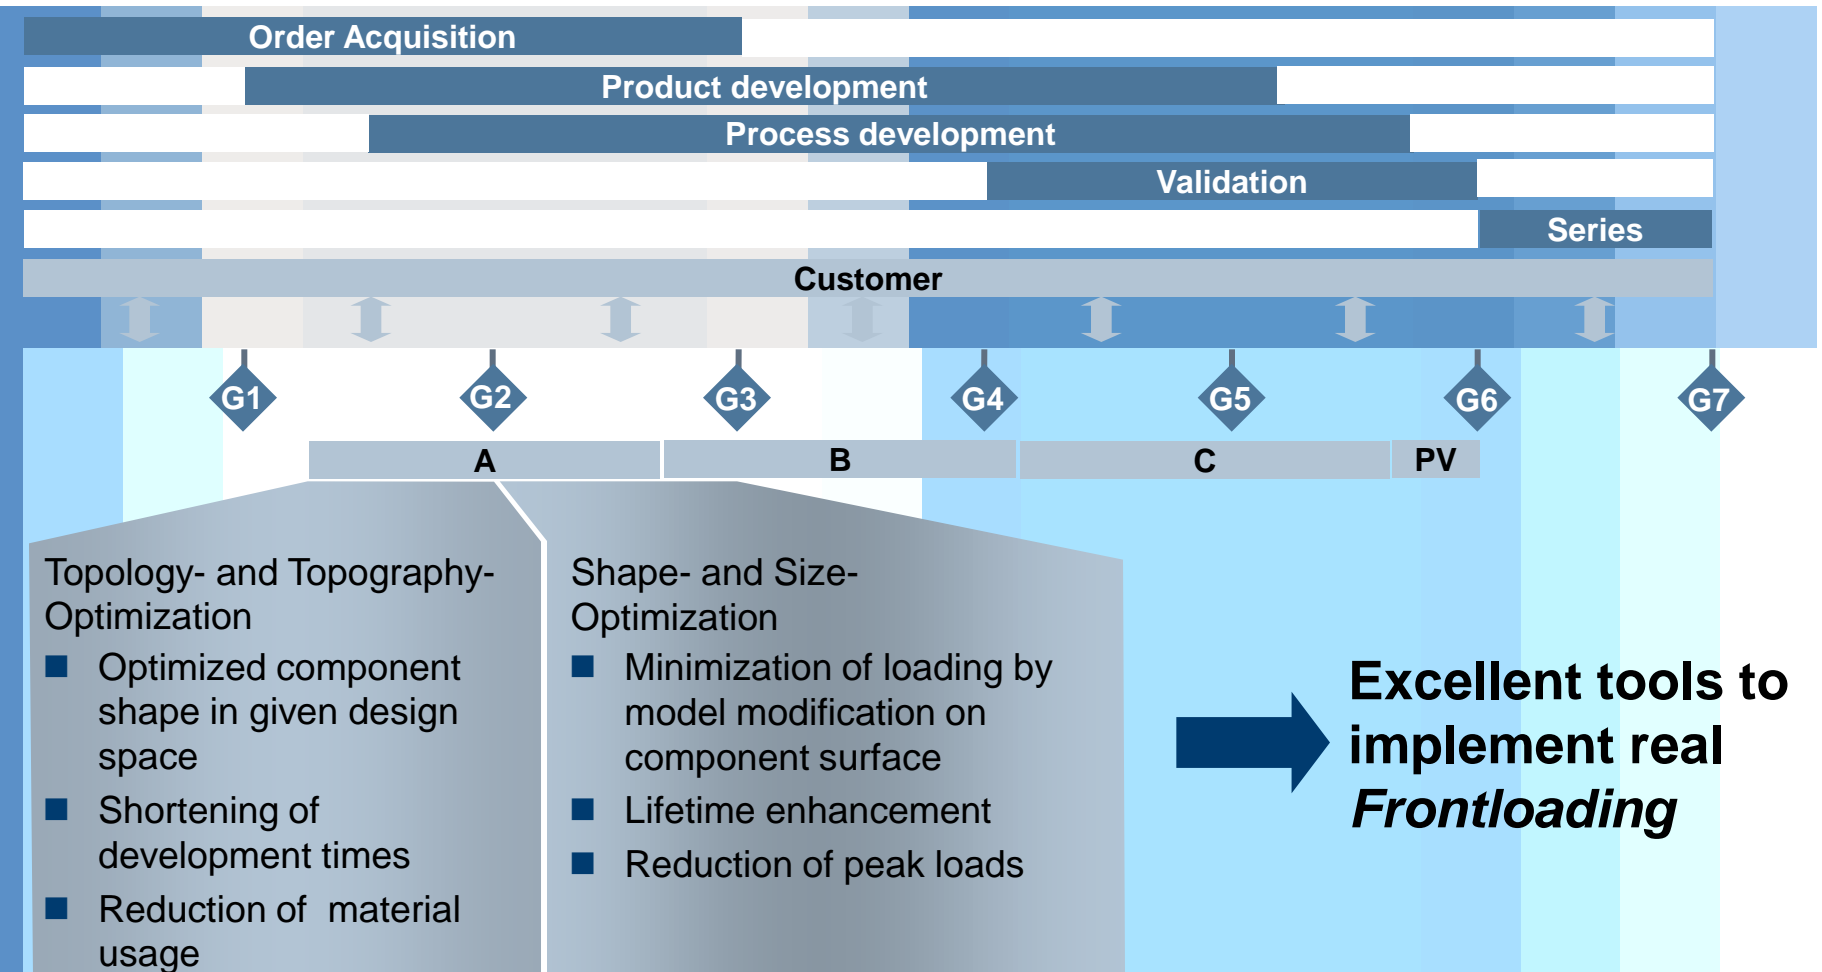 Order Acquisition
Product development
Process development
Validation
Series
Customer
G1 G2 G3 G4 G5 G6 G7
A B C PV
Topology- and Topography-
Optimization
Optimized component
shape in given design
space
Shortening of
development times
Reduction of  material
usage
Shape- and Size-
Optimization
Minimization of loading by
model modification on
component surface
Lifetime enhancement
Reduction of peak loads
Excellent tools to
implement real
Frontloading